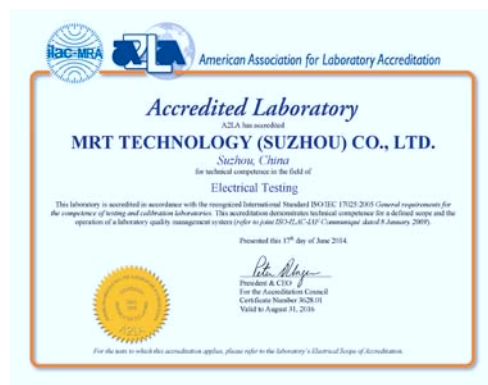 ilac-MRA
A2LA
American Association for Laboratory Accreditation
Accredited Laboratory
A2LA has accredited
MRT TECHNOLOGY (SUZHOU) CO., LTD.
Suzhou, China
for technical competence in the field of
Electrical Testing
This laboratory is accredited in accordance with the recognized International Standard ISO/IEC 17025:2005 General requirements for
the competence of testing and calibration laboratories. This accreditation demonstrates technical competence for a defined scope and the
operation of a laboratory quality management system (refer to joint ISO-ILAC-IAF Communiqué dated 8 January 2009).
Presented this 17th day of June 2014.
President & CEO
For the Accreditation Council
Certificate Number 3628.01
Valid to August 31, 2016
A2LA
For the tests to which this accreditation applies, please refer to the laboratory's Electrical Scope of Accreditation.